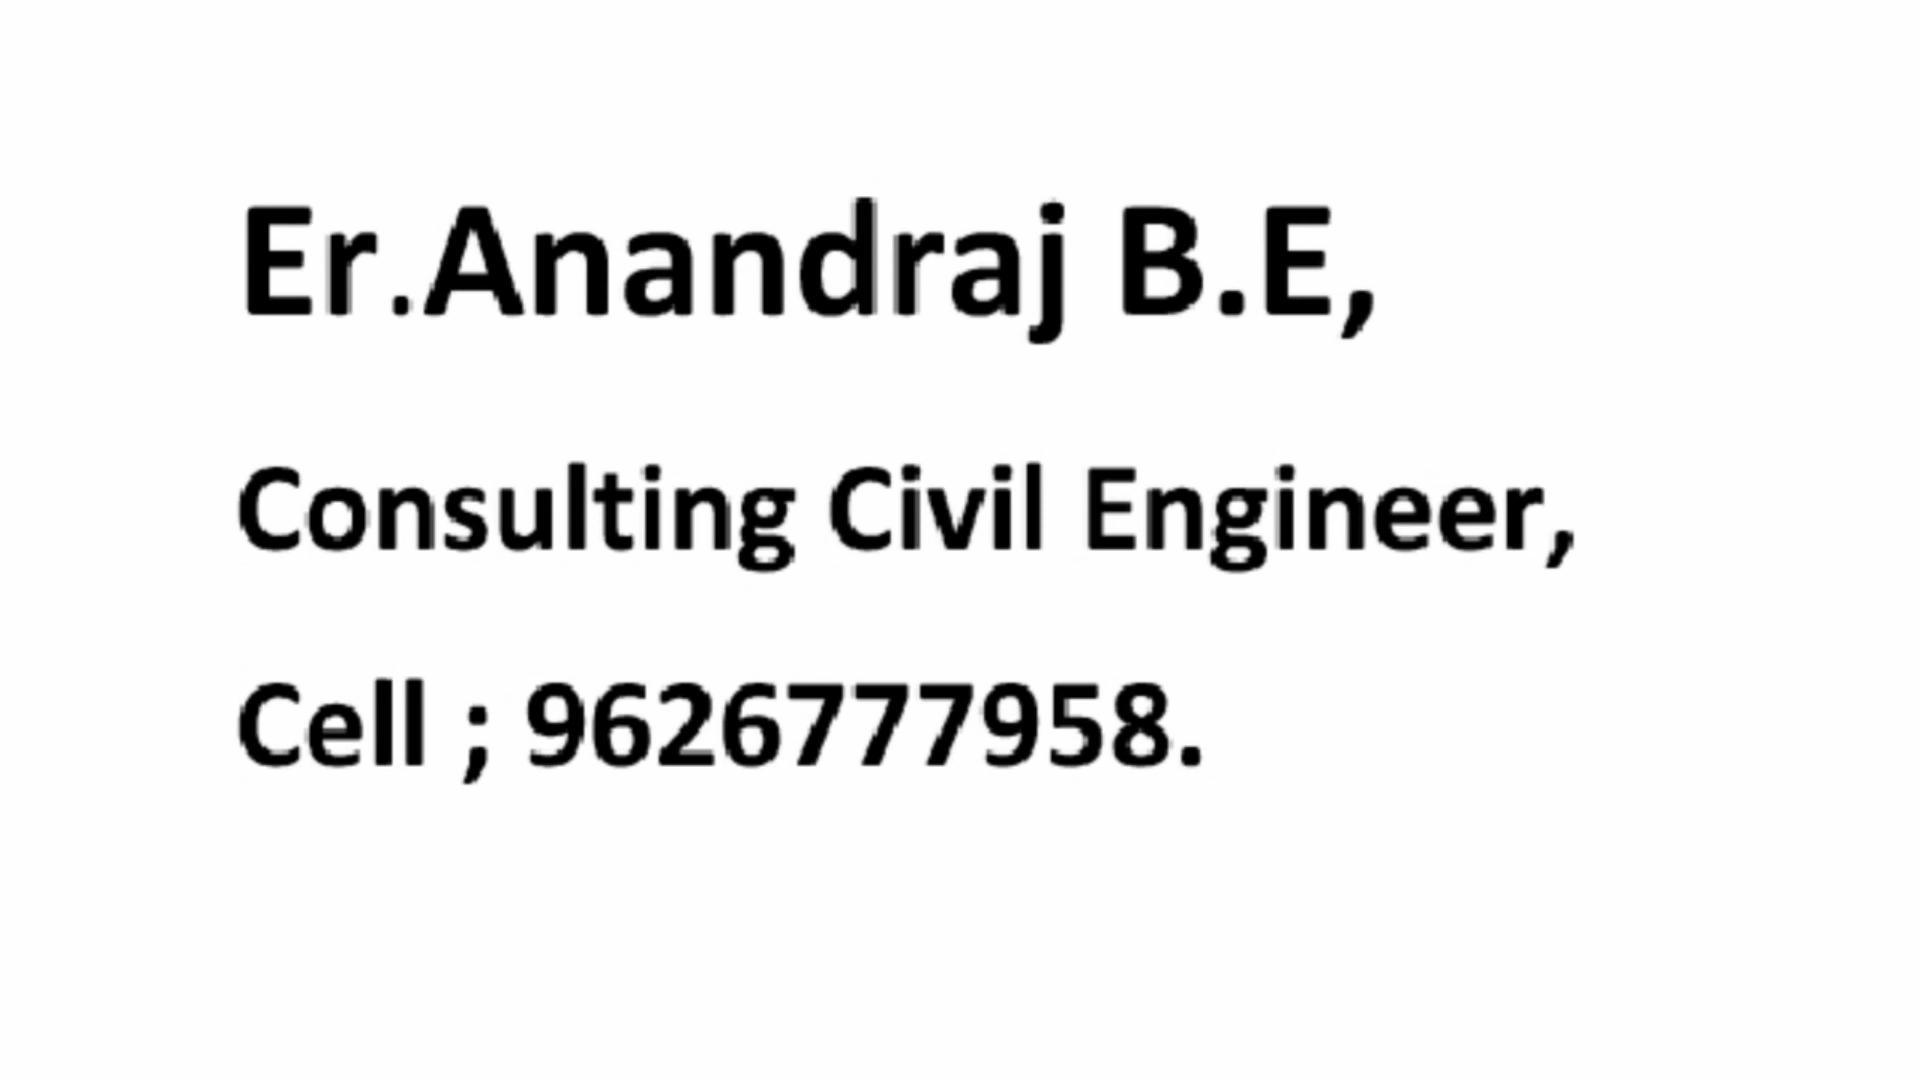 Er.Anandraj B.E,
Consulting Civil Engineer,
Cell ; 9626777958.